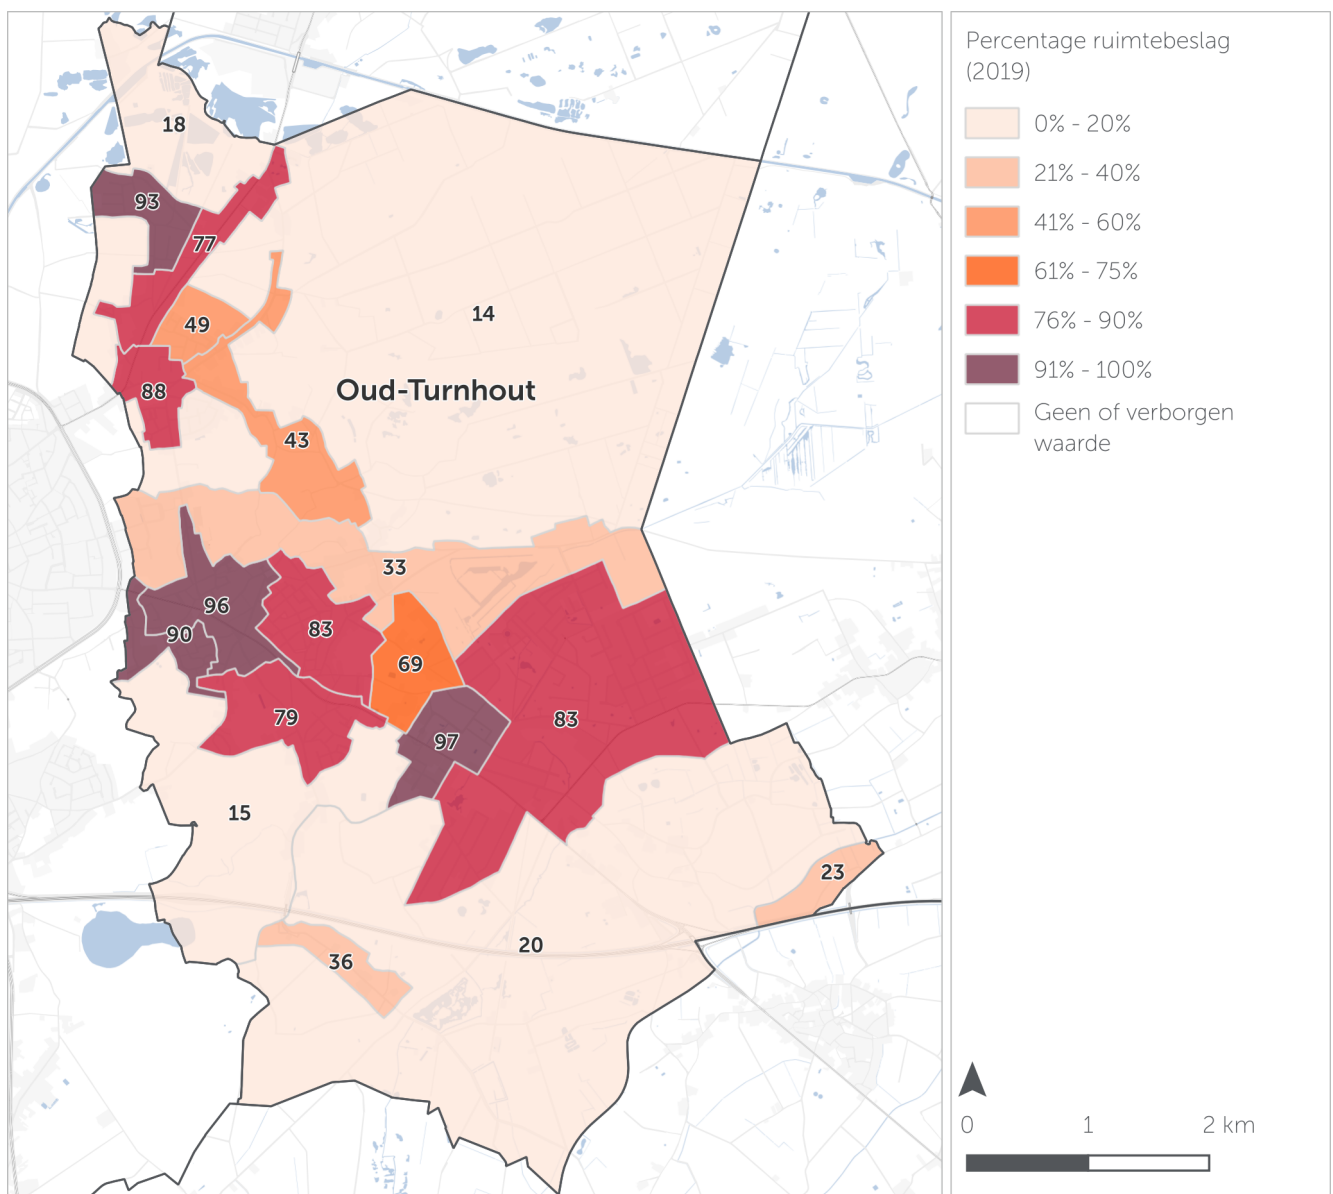 Percentage ruimtebeslag
(2019)
0% - 20%
21% - 40%
41% - 60%
61% - 75%
76% - 90%
91% - 100%
Geen of verborgen
waarde
18
93
77
14
49
Oud-Turnhout
88
43
33
96
83
90
69
79
83
97
15
23
20
36
0 1 2 km